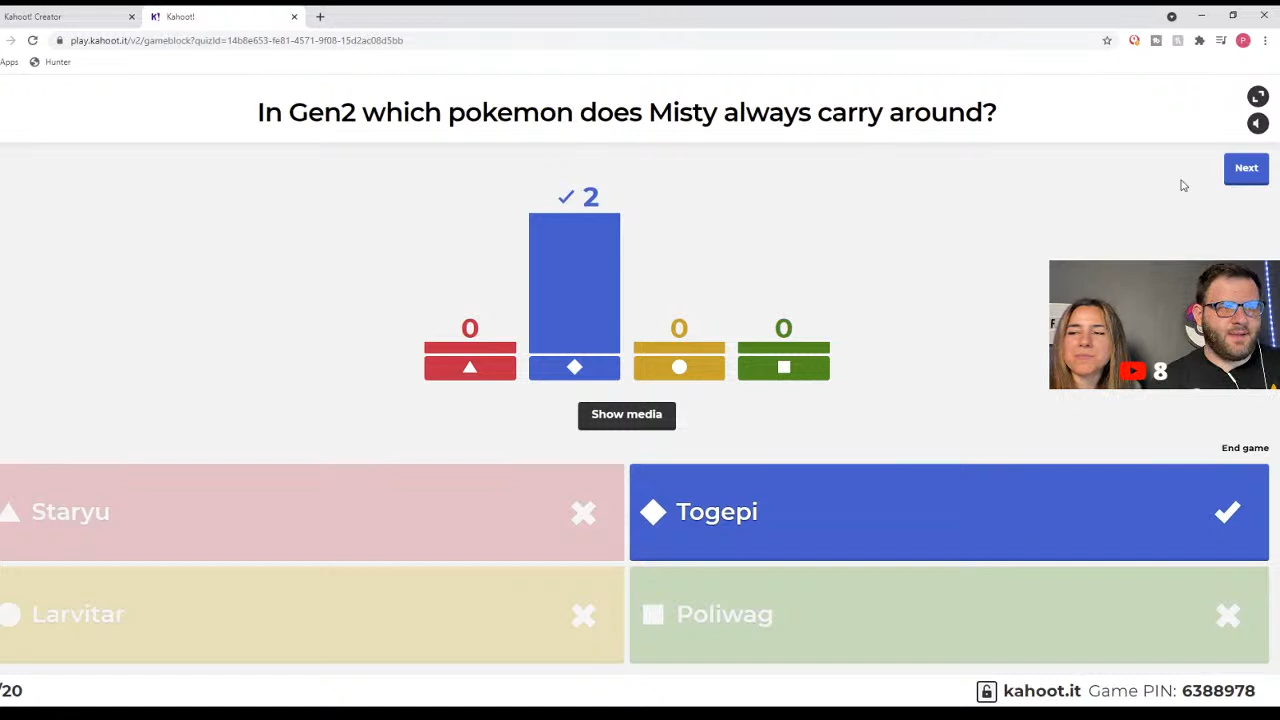 Kahoot! Creator
K! Kahoot!
play.kahoot.it/v2/gameblock?quizId=14b8e653-fe81-4571-9f08-15d2ac08d5bb
P
Apps
Hunter
In Gen2 which pokemon does Misty always carry around?
Next
2
0
0
0
8
Show media
End game
Staryu
Togepi
Larvitar
Poliwag
/20
kahoot.it Game PIN: 6388978